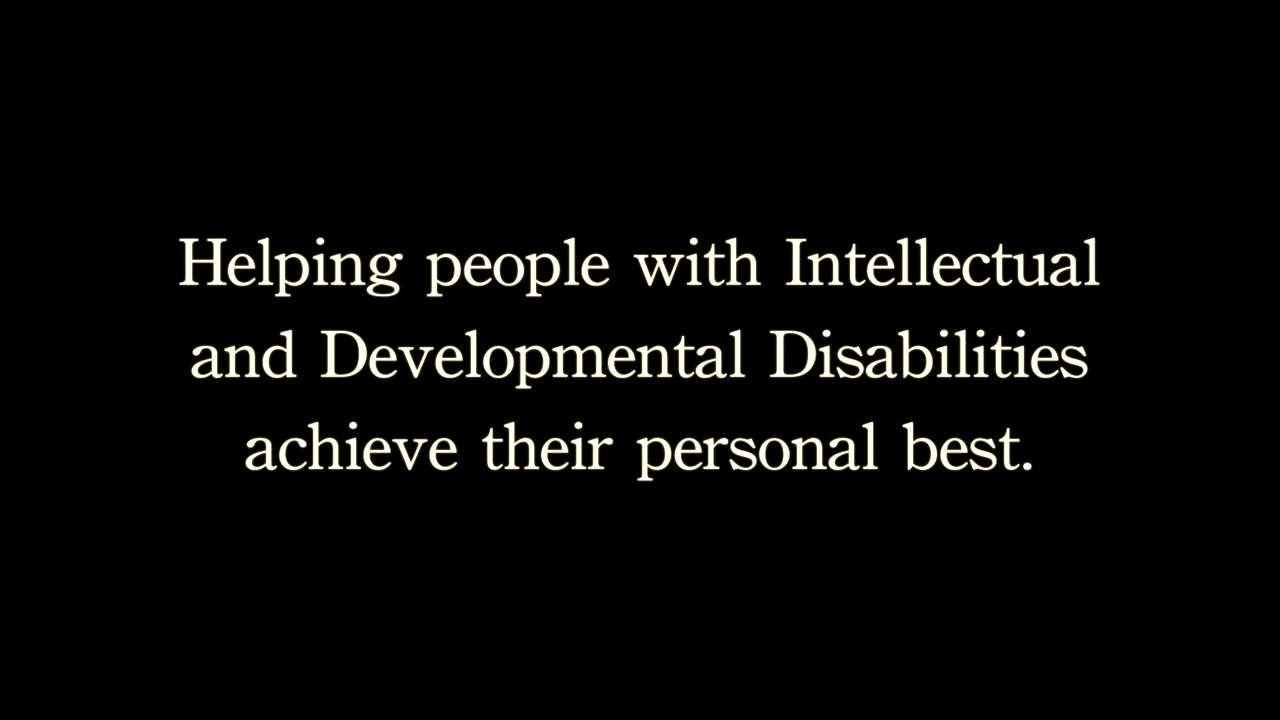 Helping people with Intellectual
and Developmental Disabilities
achieve their personal best.